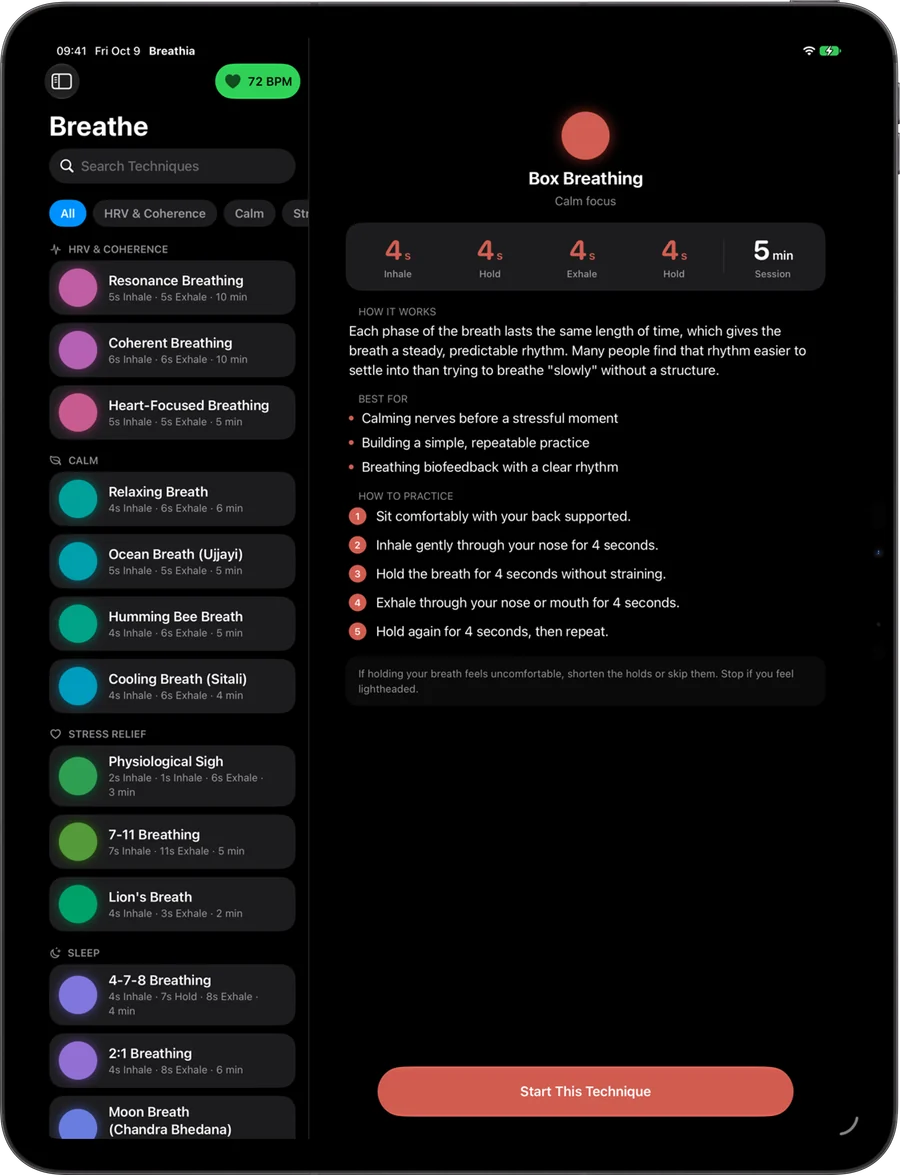 09:41 Fri Oct 9 Breathia
72 BPM
Breathe
Search Techniques
All HRV & Coherence Calm Str
HRV & COHERENCE
Resonance Breathing
5s Inhale · 5s Exhale · 10 min
Coherent Breathing
6s Inhale · 6s Exhale · 10 min
Heart-Focused Breathing
5s Inhale · 5s Exhale · 5 min
CALM
Relaxing Breath
4s Inhale · 6s Exhale · 6 min
Ocean Breath (Ujjayi)
5s Inhale · 5s Exhale · 5 min
Humming Bee Breath
4s Inhale · 6s Exhale · 5 min
Cooling Breath (Sitali)
4s Inhale · 6s Exhale · 4 min
STRESS RELIEF
Physiological Sigh
2s Inhale · 1s Inhale · 6s Exhale ·
3 min
7-11 Breathing
7s Inhale · 11s Exhale · 5 min
Lion's Breath
4s Inhale · 3s Exhale · 2 min
SLEEP
4-7-8 Breathing
4s Inhale · 7s Hold · 8s Exhale ·
4 min
2:1 Breathing
4s Inhale · 8s Exhale · 6 min
Moon Breath
(Chandra Bhedana)
Box Breathing
Calm focus
4 s 4 s 4 s 4 s 5 min
Inhale Hold Exhale Hold Session
HOW IT WORKS
Each phase of the breath lasts the same length of time, which gives the
breath a steady, predictable rhythm. Many people find that rhythm easier to
settle into than trying to breathe "slowly" without a structure.
BEST FOR
• Calming nerves before a stressful moment
• Building a simple, repeatable practice
• Breathing biofeedback with a clear rhythm
HOW TO PRACTICE
1 Sit comfortably with your back supported.
2 Inhale gently through your nose for 4 seconds.
3 Hold the breath for 4 seconds without straining.
4 Exhale through your nose or mouth for 4 seconds.
5 Hold again for 4 seconds, then repeat.
If holding your breath feels uncomfortable, shorten the holds or skip them. Stop if you feel
lightheaded.
Start This Technique